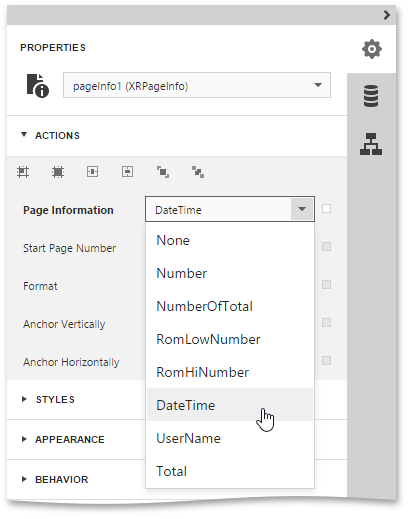 PROPERTIES
pageInfo1 (XRPageInfo)
ACTIONS
Page Information
DateTime
None
Start Page Number
Number
Format
NumberOfTotal
Anchor Vertically
RomLowNumber
Anchor Horizontally
RomHiNumber
STYLES
DateTime
APPEARANCE
UserName
BEHAVIOR
Total